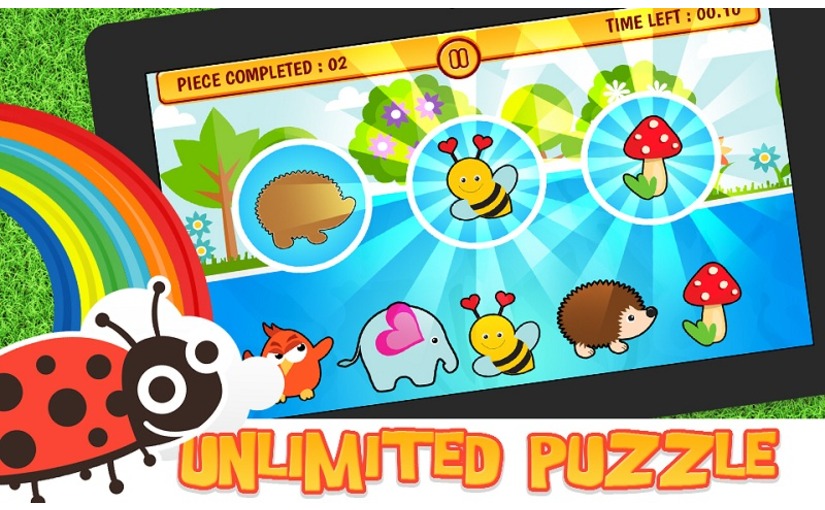 PIECE COMPLETED : 02
TIME LEFT : 00.10
UNLIMITED PUZZLE